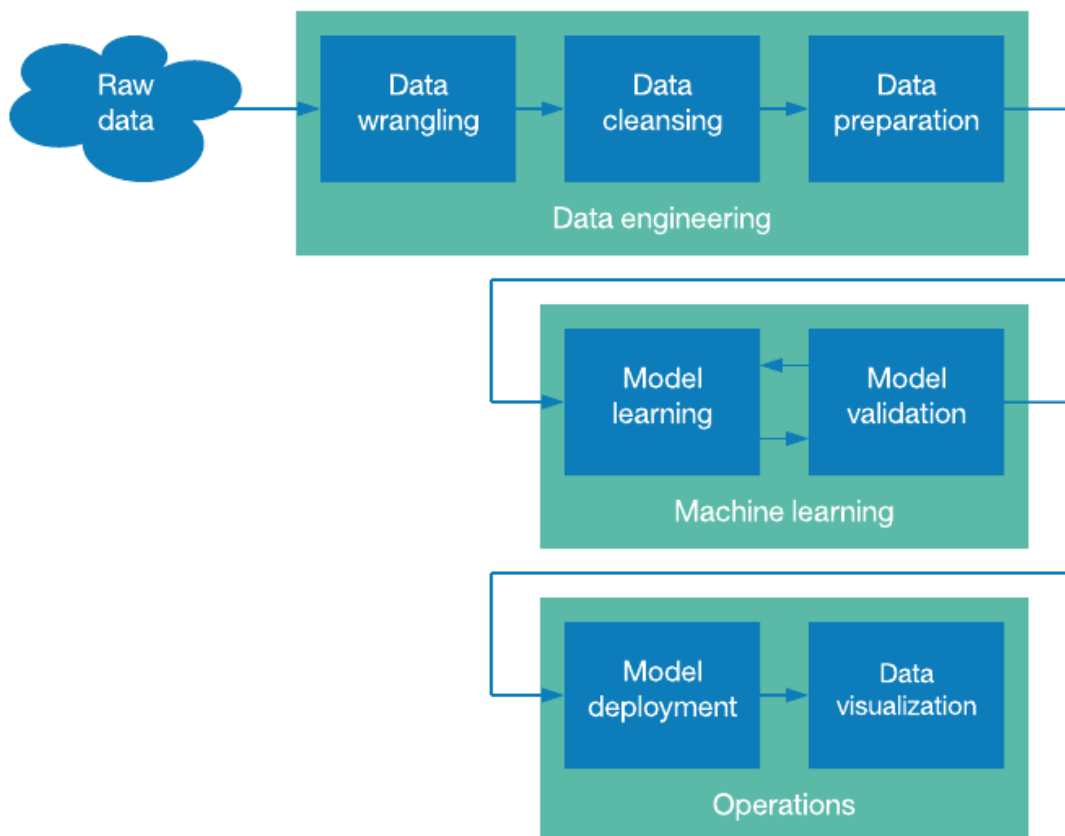 Raw
data
Data
wrangling
Data
cleansing
Data
preparation
Data engineering
Model
learning
Model
validation
Machine learning
Model
deployment
Data
visualization
Operations